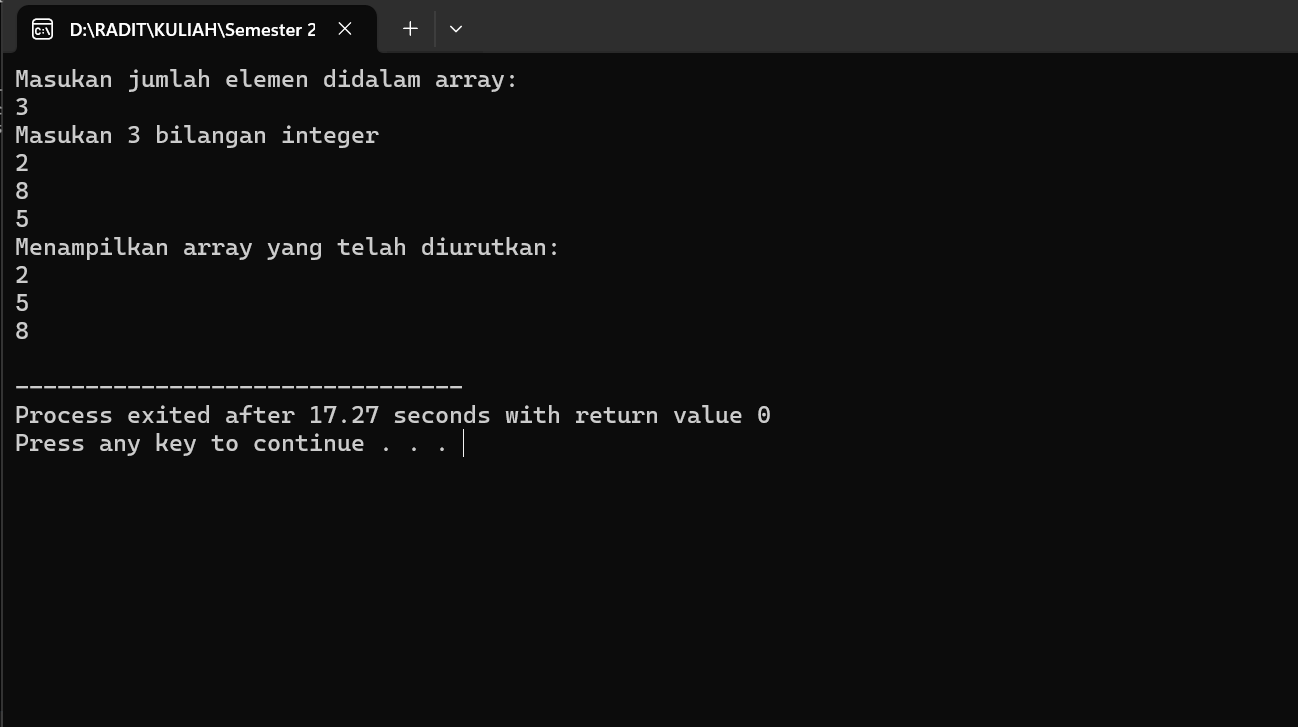 D:\RADIT\KULIAH\Semester 2
Masukan jumlah elemen didalam array:
3
Masukan 3 bilangan integer
2
8
5
Menampilkan array yang telah diurutkan:
2
5
8
--------------------------------
Process exited after 17.27 seconds with return value 0
Press any key to continue . . .